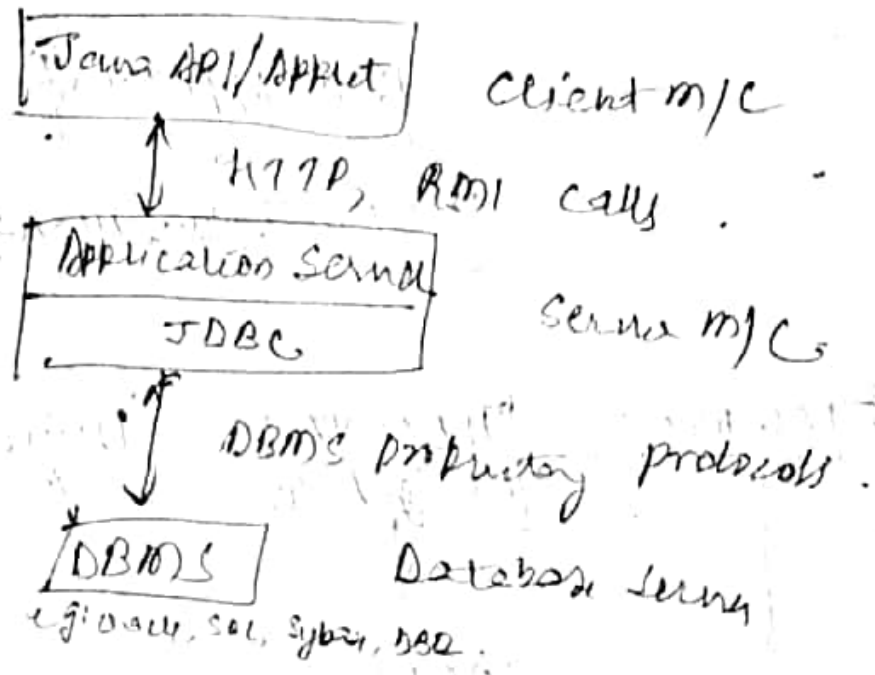 Java API/Applet
Client m/c
HTTP, RMI calls.
Application Server
JDBC
Server m/c
DBMS proprietary protocols.
DBMS
Database server
eg: Oracle, SQL, Sybase, DB2.